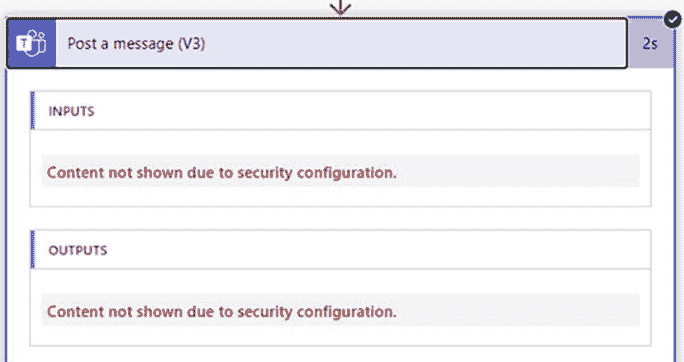 Post a message (V3)
2s
INPUTS
Content not shown due to security configuration.
OUTPUTS
Content not shown due to security configuration.